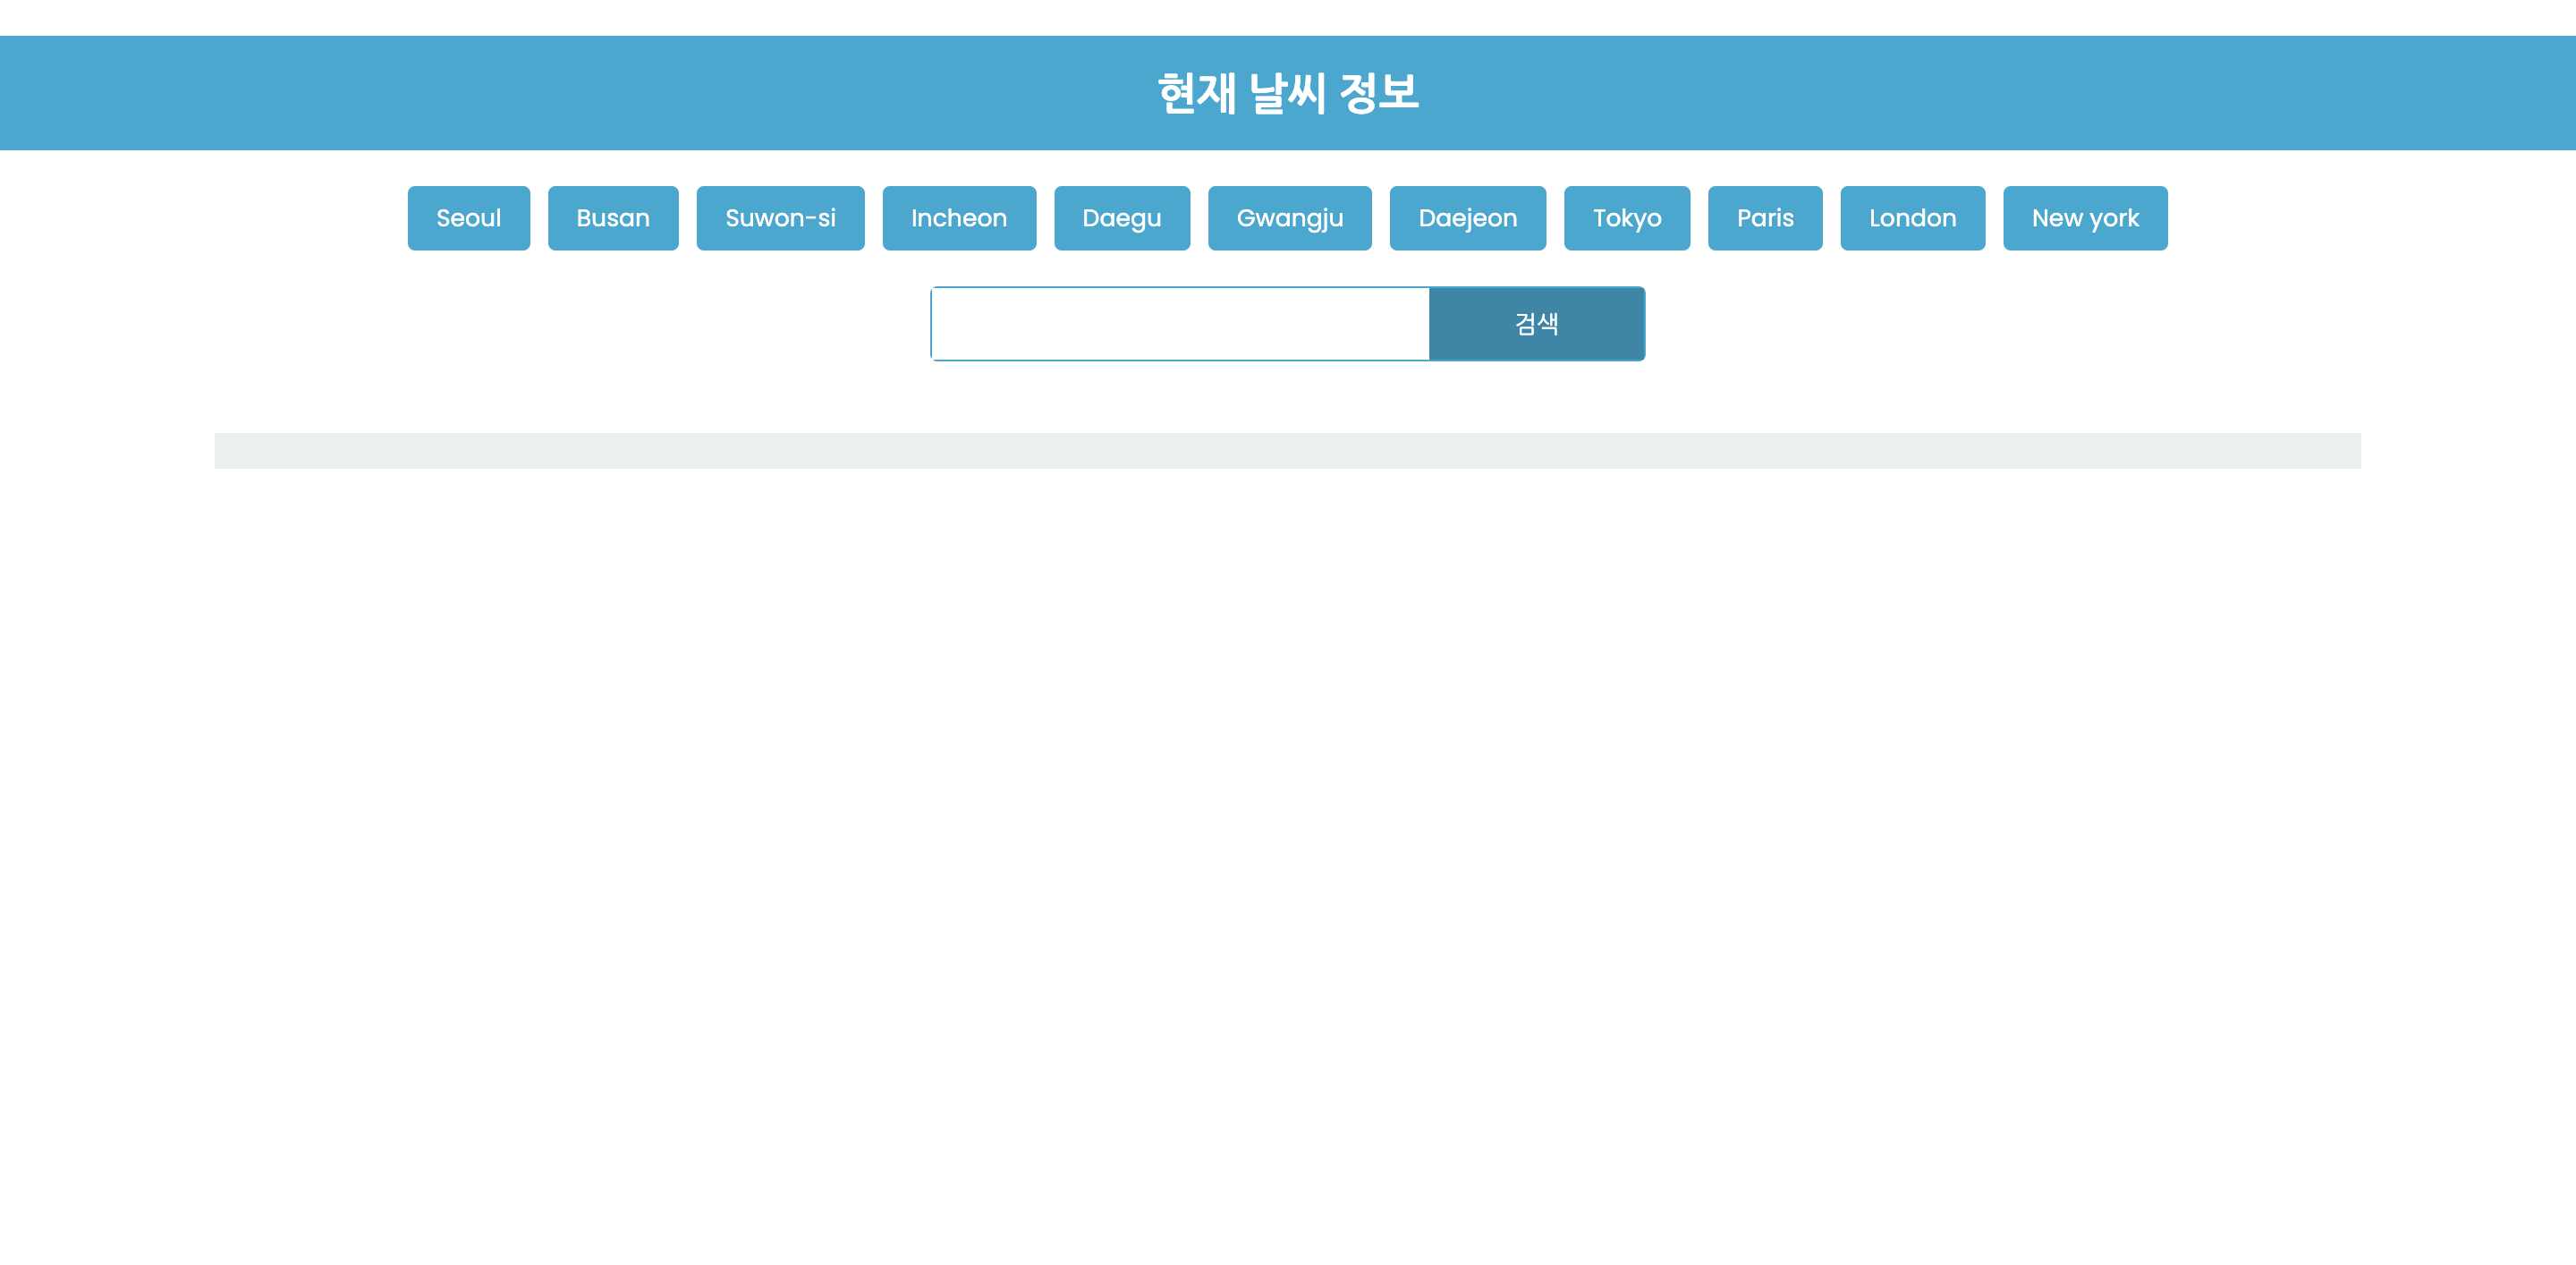 현재 날씨 정보
Seoul Busan Suwon-si Incheon Daegu Gwangju Daejeon Tokyo Paris London New york
검색